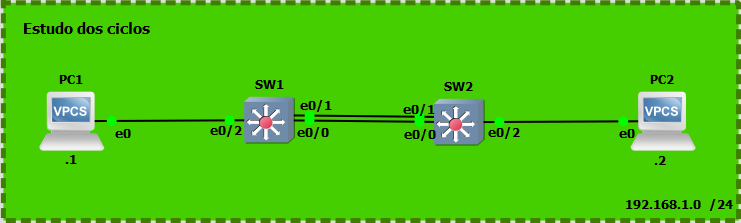 Estudo dos ciclos
PC1
VPCS
e0
.1
SW1
e0/2
e0/1
e0/0
SW2
e0/1
e0/0
e0/2
PC2
VPCS
e0
.2
192.168.1.0 /24